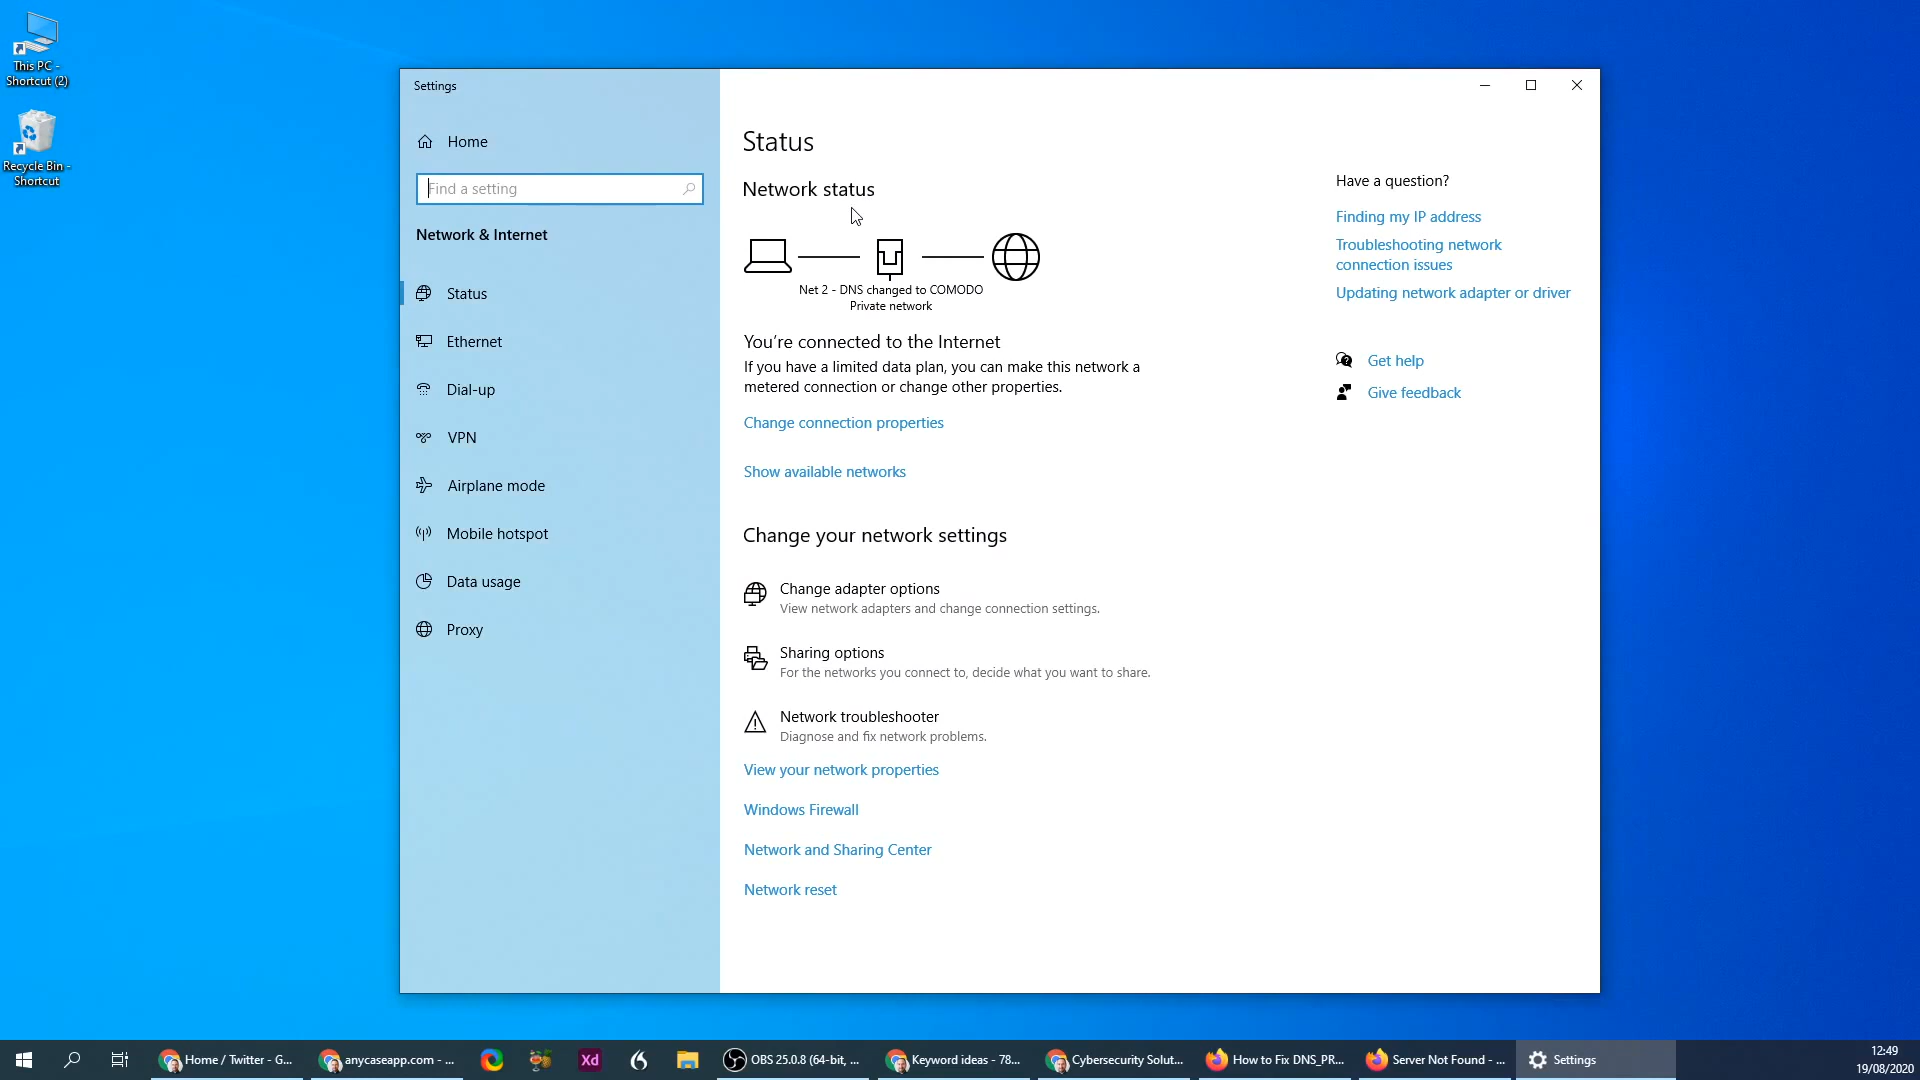 This PC -
Shortcut (2)
Recycle Bin -
Shortcut
Settings
Home
Find a setting
Network & Internet
Status
Ethernet
Dial-up
VPN
Airplane mode
Mobile hotspot
Data usage
Proxy
Status
Network status
Net 2 - DNS changed to COMODO
Private network
You’re connected to the Internet
If you have a limited data plan, you can make this network a
metered connection or change other properties.
Change connection properties
Show available networks
Change your network settings
Change adapter options
View network adapters and change connection settings.
Sharing options
For the networks you connect to, decide what you want to share.
Network troubleshooter
Diagnose and fix network problems.
View your network properties
Windows Firewall
Network and Sharing Center
Network reset
Have a question?
Finding my IP address
Troubleshooting network
connection issues
Updating network adapter or driver
Get help
Give feedback
Home / Twitter - G...
anycaseapp.com - ...
Xd
OBS 25.0.8 (64-bit, ...
Keyword ideas - 78...
Cybersecurity Solut...
How to Fix DNS_PR...
Server Not Found - ...
Settings
12:49
19/08/2020